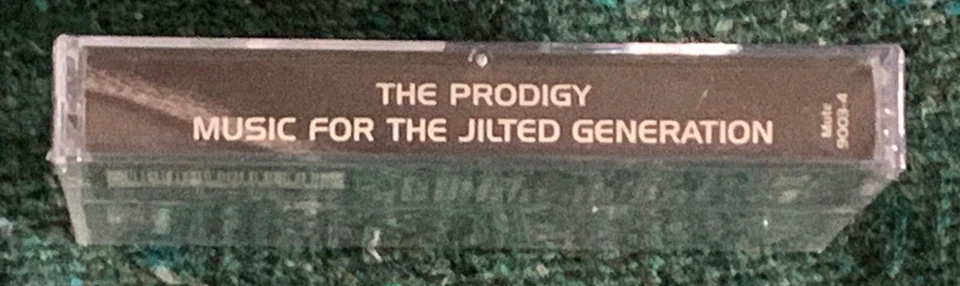 THE PRODIGY
MUSIC FOR THE JILTED GENERATION
Mute
9003-4